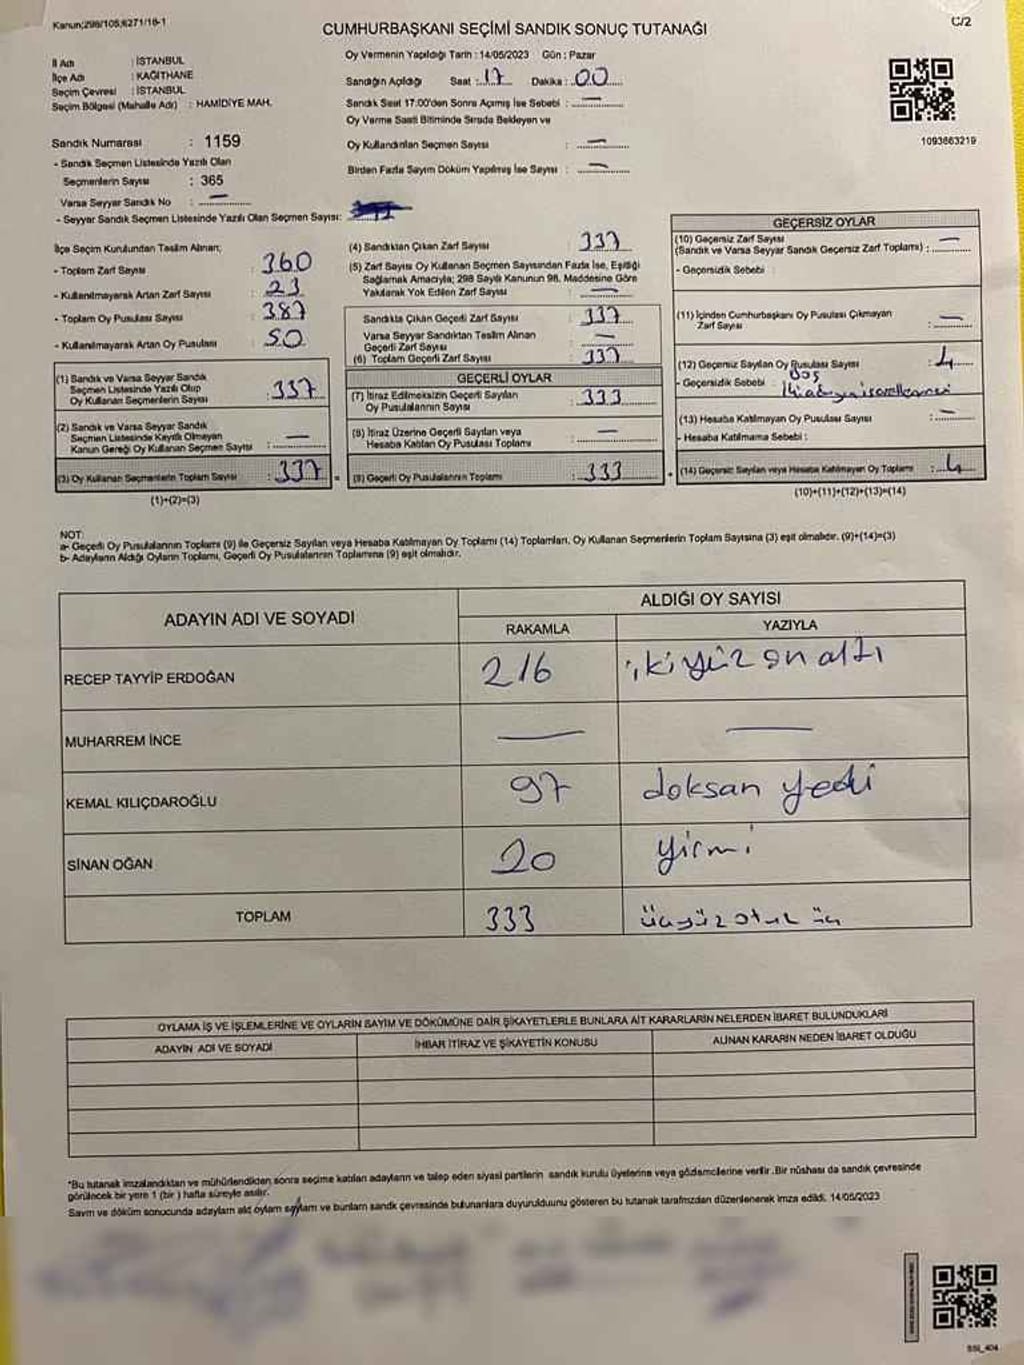 Kanun:298/105;6271/16-1
C/2
CUMHURBAŞKANI SEÇİMİ SANDIK SONUÇ TUTANAĞI
İl Adı : İSTANBUL
İlçe Adı : KAĞITHANE
Seçim Çevresi : İSTANBUL
Seçim Bölgesi (Mahalle Adı) : HAMİDİYE MAH.
Sandık Numarası : 1159
- Sandık Seçmen Listesinde Yazılı Olan
Seçmenlerin Sayısı : 365
Varsa Seyyar Sandık No : —
- Seyyar Sandık Seçmen Listesinde Yazılı Olan Seçmen Sayısı:
Oy Vermenin Yapıldığı Tarih : 14/05/2023 Gün : Pazar
Sandığın Açıldığı Saat : 17 Dakika : 00
Sandık Saat 17:00'den Sonra Açımış İse Sebebi : —
Oy Verme Saati Bitiminde Sırada Bekleyen ve
Oy Kullandırılan Seçmen Sayısı : —
Birden Fazla Sayım Döküm Yapılmış İse Sayısı : —
1093663219
İlçe Seçim Kurulundan Teslim Alınan;
- Toplam Zarf Sayısı : 360
- Kullanılmayarak Artan Zarf Sayısı : 23
- Toplam Oy Pusulası Sayısı : 387
- Kullanılmayarak Artan Oy Pusulası : 50
(1) Sandık ve Varsa Seyyar Sandık
Seçmen Listesinde Yazılı Olup
Oy Kullanan Seçmenlerin Sayısı : 337
(2) Sandık ve Varsa Seyyar Sandık
Seçmen Listesinde Kayıtlı Olmayan
Kanun Gereği Oy Kullanan Seçmen Sayısı : —
(3) Oy Kullanan Seçmenlerin Toplam Sayısı : 337
(1)+(2)=(3)
(4) Sandıktan Çıkan Zarf Sayısı : 337
(5) Zarf Sayısı Oy Kullanan Seçmen Sayısından Fazla İse, Eşitliği
Sağlamak Amacıyla; 298 Sayılı Kanunun 98. Maddesine Göre
Yakılarak Yok Edilen Zarf Sayısı : —
Sandıkta Çıkan Geçerli Zarf Sayısı : 337
Varsa Seyyar Sandıktan Teslim Alınan
Geçerli Zarf Sayısı : —
(6) Toplam Geçerli Zarf Sayısı : 337
GEÇERLİ OYLAR
(7) İtiraz Edilmeksizin Geçerli Sayılan
Oy Pusulalarının Sayısı : 333
(8) İtiraz Üzerine Geçerli Sayılan veya
Hesaba Katılan Oy Pusulası Toplamı : —
(9) Geçerli Oy Pusulalarının Toplamı : 333
GEÇERSİZ OYLAR
(10) Geçersiz Zarf Sayısı
(Sandık ve Varsa Seyyar Sandık Geçersiz Zarf Toplamı) : —
- Geçersizlik Sebebi :
(11) İçinden Cumhurbaşkanı Oy Pusulası Çıkmayan
Zarf Sayısı : —
(12) Geçersiz Sayılan Oy Pusulası Sayısı : 4
- Geçersizlik Sebebi : Boş
(13) Hesaba Katılmayan Oy Pusulası Sayısı : —
- Hesaba Katılmama Sebebi :
(14) Geçersiz Sayılan veya Hesaba Katılmayan Oy Toplamı : 4
(10)+(11)+(12)+(13)=(14)
NOT:
a- Geçerli Oy Pusulalarının Toplamı (9) ile Geçersiz Sayılan veya Hesaba Katılmayan Oy Toplamı (14) Toplamları, Oy Kullanan Seçmenlerin Toplam Sayısına (3) eşit olmalıdır. (9)+(14)=(3)
b- Adayların Aldığı Oyların Toplamı, Geçerli Oy Pusulalarının Toplamına (9) eşit olmalıdır.
ADAYIN ADI VE SOYADI
ALDIĞI OY SAYISI
RAKAMLA YAZIYLA
RECEP TAYYİP ERDOĞAN 216 ikiyüz on altı
MUHARREM İNCE — —
KEMAL KILIÇDAROĞLU 97 doksan yedi
SİNAN OĞAN 20 yirmi
TOPLAM 333 üçyüz otuz üç
OYLAMA İŞ VE İŞLEMLERİNE VE OYLARIN SAYIM VE DÖKÜMÜNE DAİR ŞİKAYETLERLE BUNLARA AİT KARARLARIN NELERDEN İBARET BULUNDUKLARI
ADAYIN ADI VE SOYADI İHBAR İTİRAZ VE ŞİKAYETİN KONUSU ALINAN KARARIN NEDEN İBARET OLDUĞU
*Bu tutanak imzalandıktan ve mühürlendikten sonra seçime katılan adayların ve talep eden siyasi partilerin sandık kurulu üyelerine veya gözlemcilerine verilir. Bir nüshası da sandık çevresinde
görülecek bir yere 1 (bir) hafta süreyle asılır.
Sayım ve döküm sonucunda adayların aldığı oyların sayıları ve bunların sandık çevresinde bulunanlara duyurulduğunu gösteren bu tutanak tarafımızdan düzenlenerek imza edildi. 14/05/2023
SSL_404